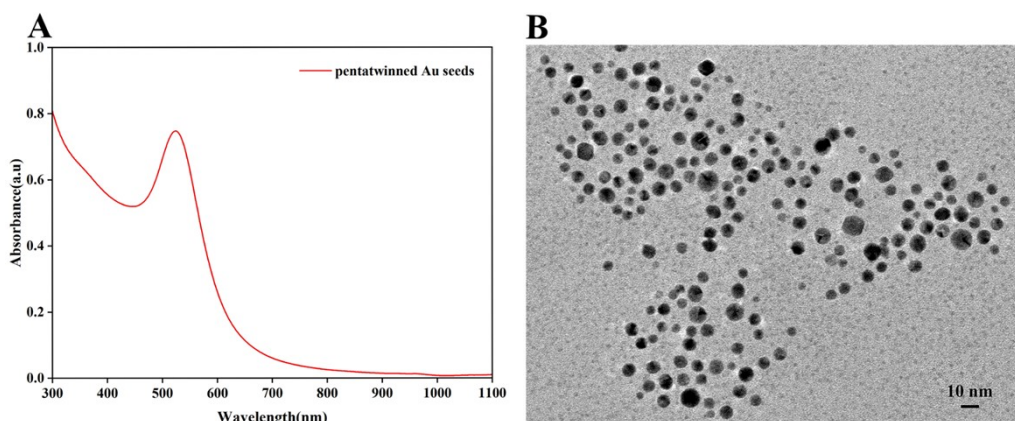 A
pentatwinned Au seeds
1.0
0.8
0.6
0.4
0.2
0.0
Absorbance(a.u)
300 400 500 600 700 800 900 1000 1100
Wavelength(nm)
B
10 nm